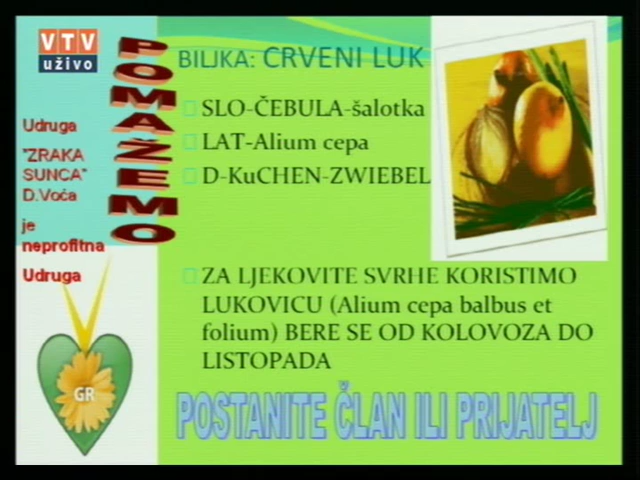 VTV
uživo
POMAŽEMO
BILJKA: CRVENI LUK
SLO-ČEBULA-šalotka
LAT-Alium cepa
D-KuCHEN-ZWIEBEL
Udruga
"ZRAKA
SUNCA"
D.Voća
je
neprofitna
Udruga
ZA LJEKOVITE SVRHE KORISTIMO
LUKOVICU (Alium cepa balbus et
folium) BERE SE OD KOLOVOZA DO
LISTOPADA
GR
POSTANITE ČLAN ILI PRIJATELJ